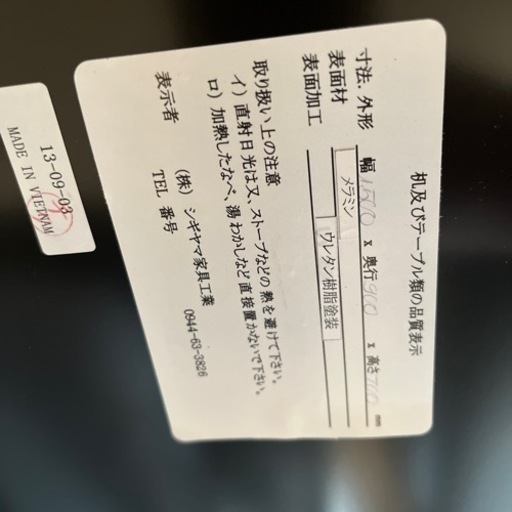 机及びテーブル類の品質表示
寸法. 外形 幅1500 x 奥行900 x 高さ700 mm
表面材 メラミン
表面加工 ウレタン樹脂塗装
取り扱い上の注意
イ) 直射日光は又、ストーブなどの熱を避けて下さい。
ロ) 加熱したなべ、湯わかしなど直接置かないで下さい。
表示者 (株) シギヤマ家具工業
TEL 番号 0944-63-3826
13-09-03
MADE IN VIETNAM